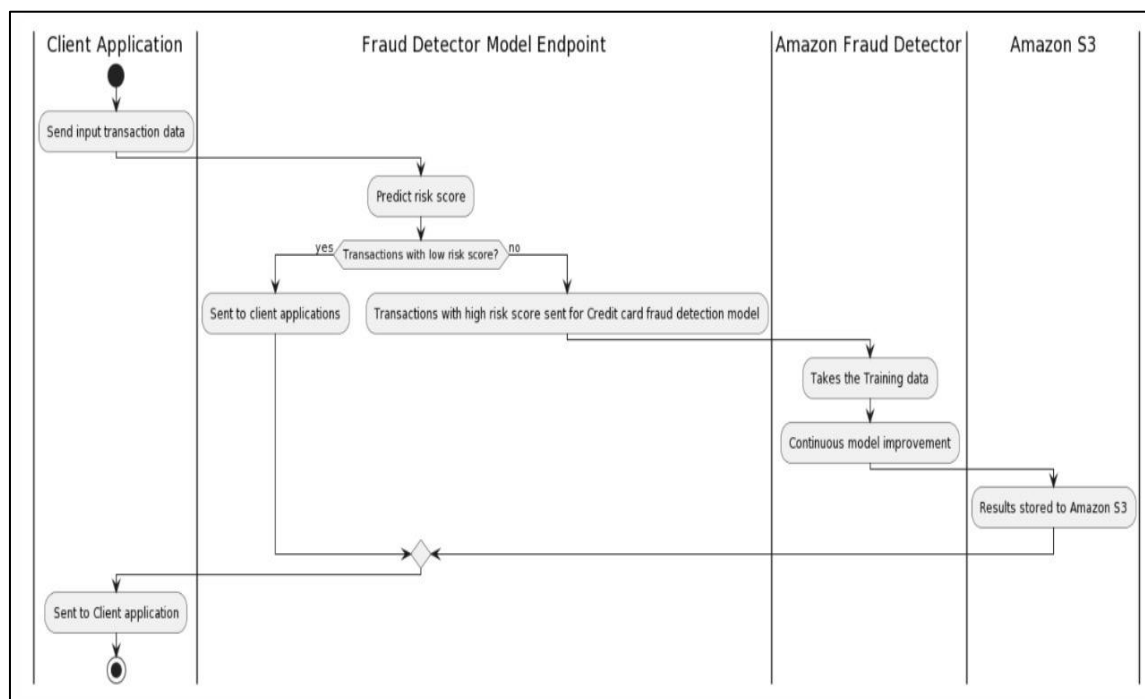 Client Application
Fraud Detector Model Endpoint
Amazon Fraud Detector
Amazon S3
Send input transaction data
Predict risk score
yes
Transactions with low risk score?
no
Sent to client applications
Transactions with high risk score sent for Credit card fraud detection model
Takes the Training data
Continuous model improvement
Results stored to Amazon S3
Sent to Client application